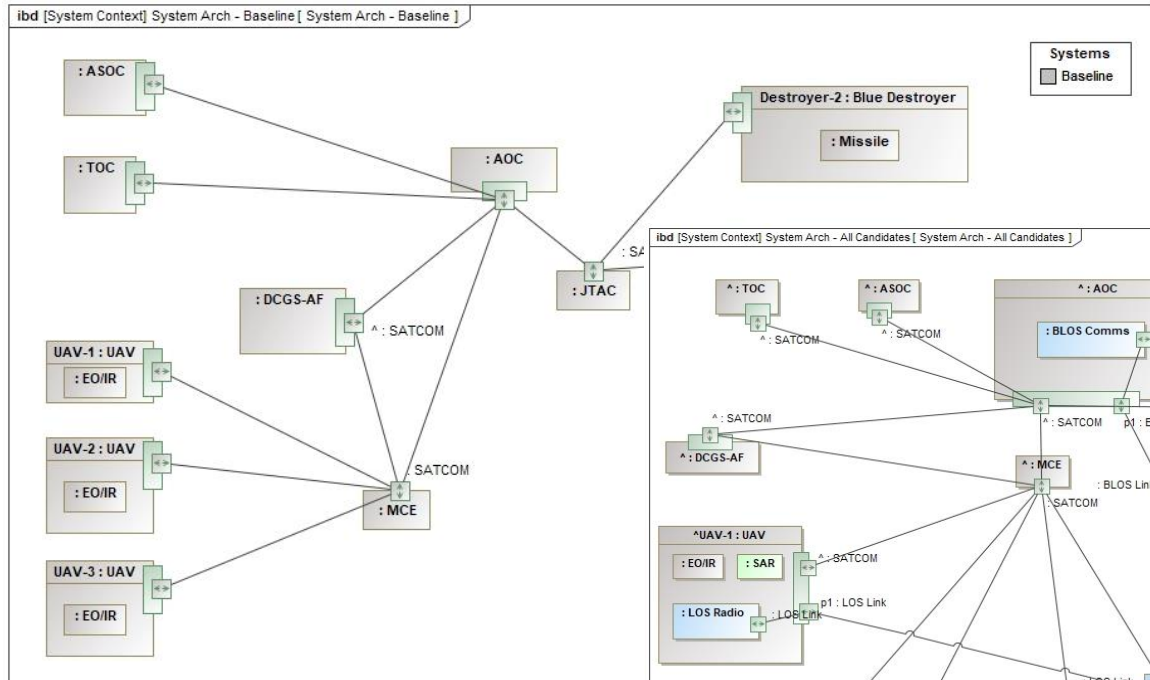 ibd [System Context] System Arch - Baseline [ System Arch - Baseline ]
Systems
Baseline
: ASOC
: TOC
: AOC
Destroyer-2 : Blue Destroyer
: Missile
: JTAC
: DCGS-AF
^ : SATCOM
UAV-1 : UAV
: EO/IR
UAV-2 : UAV
: EO/IR
UAV-3 : UAV
: EO/IR
: SATCOM
: MCE
ibd [System Context] System Arch - All Candidates [ System Arch - All Candidates ]
^ : TOC
^ : ASOC
^ : AOC
: BLOS Comms
^ : SATCOM
^ : SATCOM
^ : SATCOM
^ : SATCOM
^ : DCGS-AF
^ : MCE
: SATCOM
^UAV-1 : UAV
: EO/IR
: SAR
^ : SATCOM
p1 : LOS Link
: LOS Radio
: LOS Link